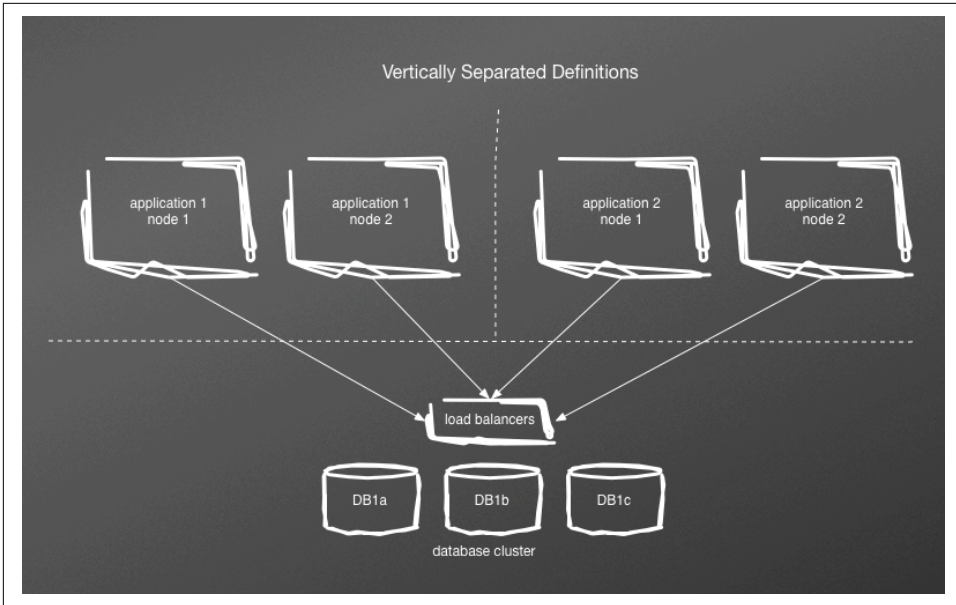 Vertically Separated Definitions
application 1
node 1
application 1
node 2
application 2
node 1
application 2
node 2
load balancers
DB1a
DB1b
DB1c
database cluster